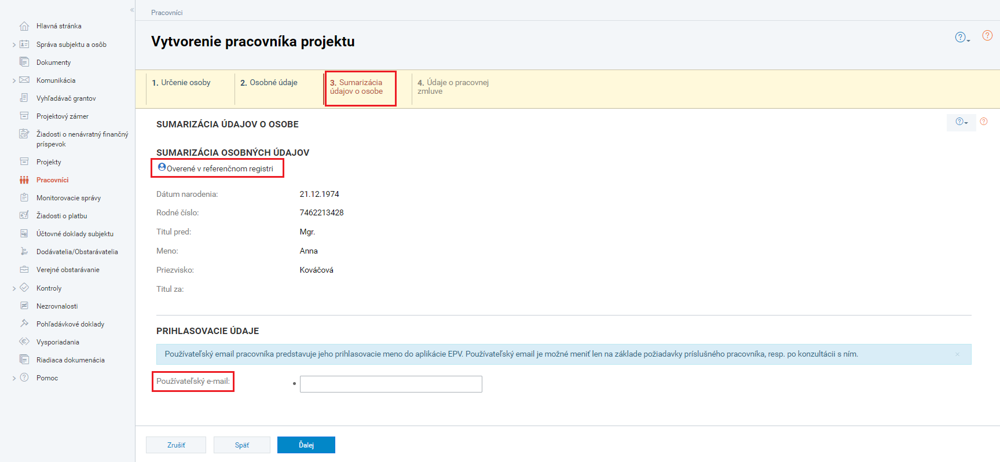 «
Hlavná stránka
Správa subjektu a osôb
Dokumenty
Komunikácia
Vyhľadávač grantov
Projektový zámer
Žiadosti o nenávratný finančný
príspevok
Projekty
Pracovníci
Monitorovacie správy
Žiadosti o platbu
Účtovné doklady subjektu
Dodávatelia/Obstarávatelia
Verejné obstarávanie
Kontroly
Nezrovnalosti
Pohľadávkové doklady
Vysporiadania
Riadiaca dokumenácia
Pomoc
Pracovníci
Vytvorenie pracovníka projektu
1. Určenie osoby
2. Osobné údaje
3. Sumarizácia
údajov o osobe
4. Údaje o pracovnej
zmluve
SUMARIZÁCIA ÚDAJOV O OSOBE
SUMARIZÁCIA OSOBNÝCH ÚDAJOV
Overené v referenčnom registri
Dátum narodenia: 21.12.1974
Rodné číslo: 7462213428
Titul pred: Mgr.
Meno: Anna
Priezvisko: Kováčová
Titul za:
PRIHLASOVACIE ÚDAJE
Používateľský email pracovníka predstavuje jeho prihlasovacie meno do aplikácie EPV. Používateľský email je možné meniť len na základe požiadavky príslušného pracovníka, resp. po konzultácii s ním. ×
Používateľský e-mail:
Zrušiť Späť Ďalej